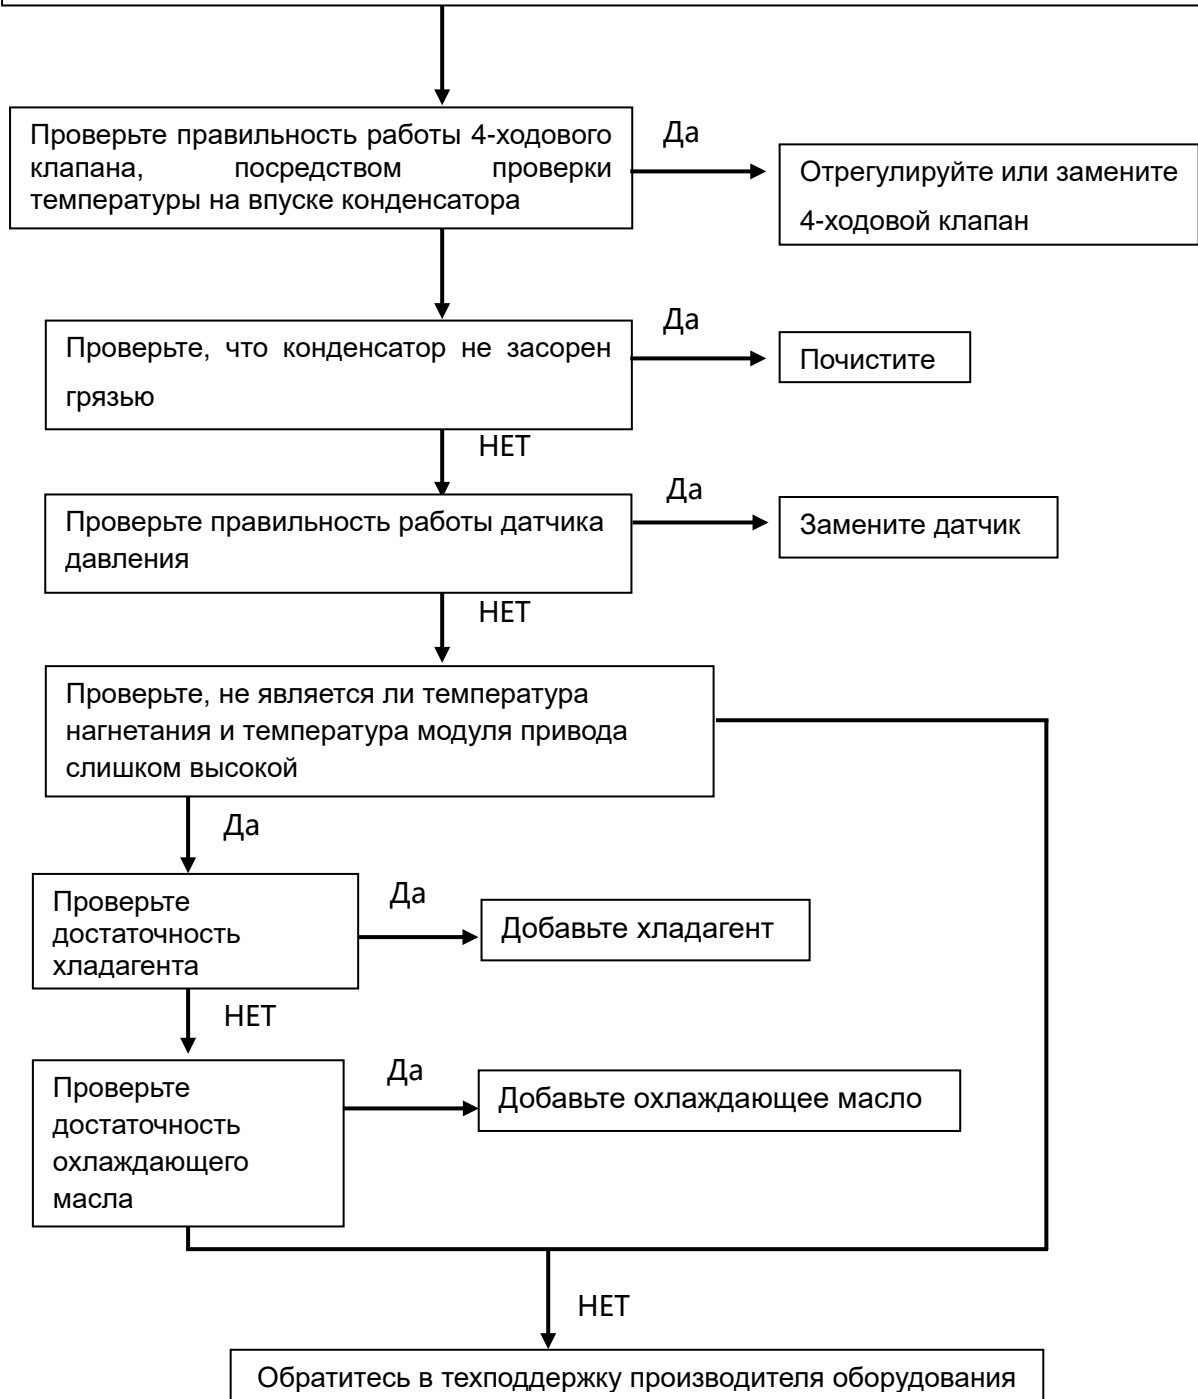 Проверьте правильность работы 4-ходового
клапана, посредством проверки
температуры на впуске конденсатора
Да
Отрегулируйте или замените
4-ходовой клапан
Проверьте, что конденсатор не засорен
грязью
Да
Почистите
НЕТ
Проверьте правильность работы датчика
давления
Да
Замените датчик
НЕТ
Проверьте, не является ли температура
нагнетания и температура модуля привода
слишком высокой
Да
Проверьте
достаточность
хладагента
Да
Добавьте хладагент
НЕТ
Проверьте
достаточность
охлаждающего
масла
Да
Добавьте охлаждающее масло
НЕТ
Обратитесь в техподдержку производителя оборудования